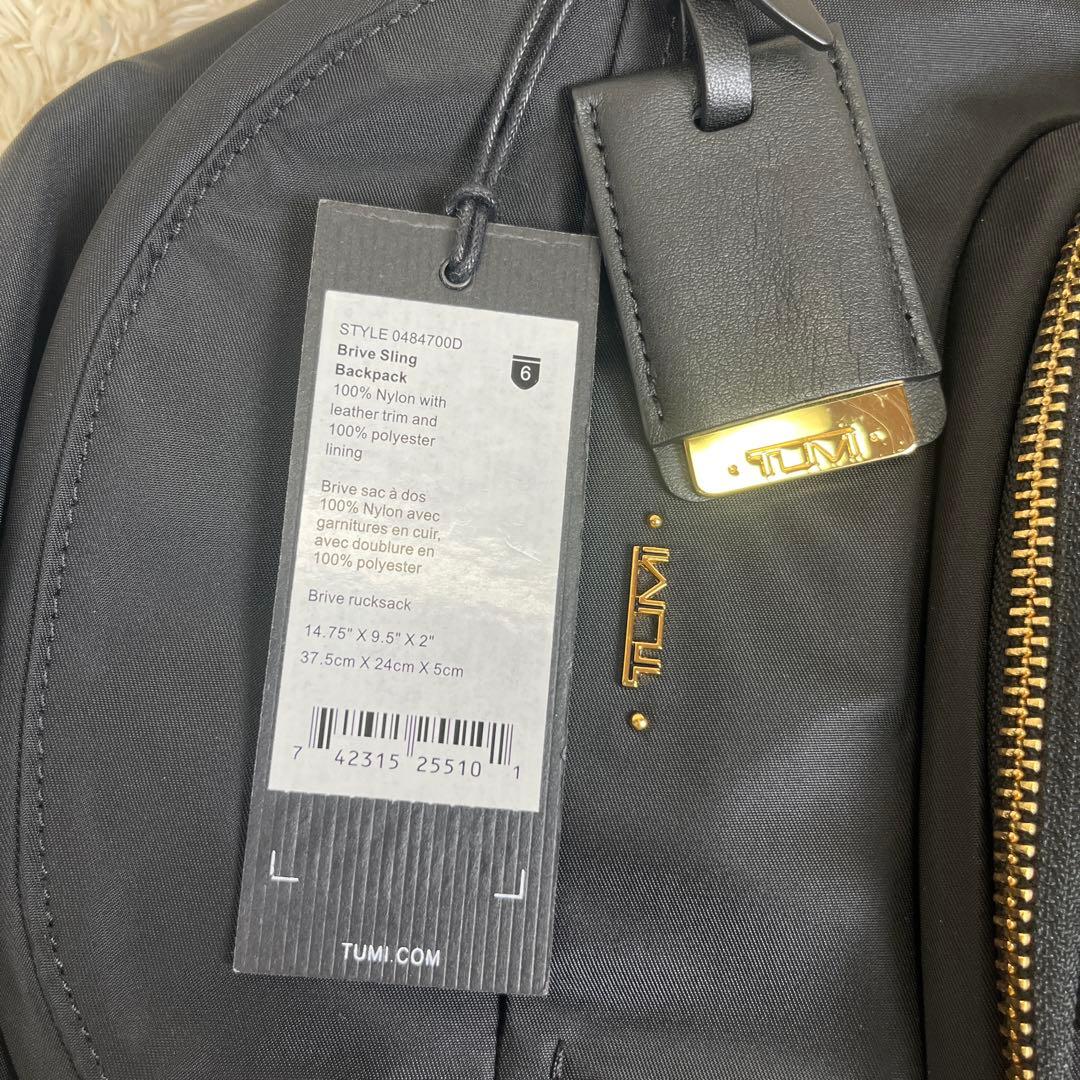 STYLE 0484700D
Brive Sling
Backpack
6
100% Nylon with
leather trim and
100% polyester
lining
Brive sac à dos
100% Nylon avec
garnitures en cuir,
avec doublure en
100% polyester
Brive rucksack
14.75" X 9.5" X 2"
37.5cm X 24cm X 5cm
7 42315 25510 1
TUMI.COM
TUMI
TUMI